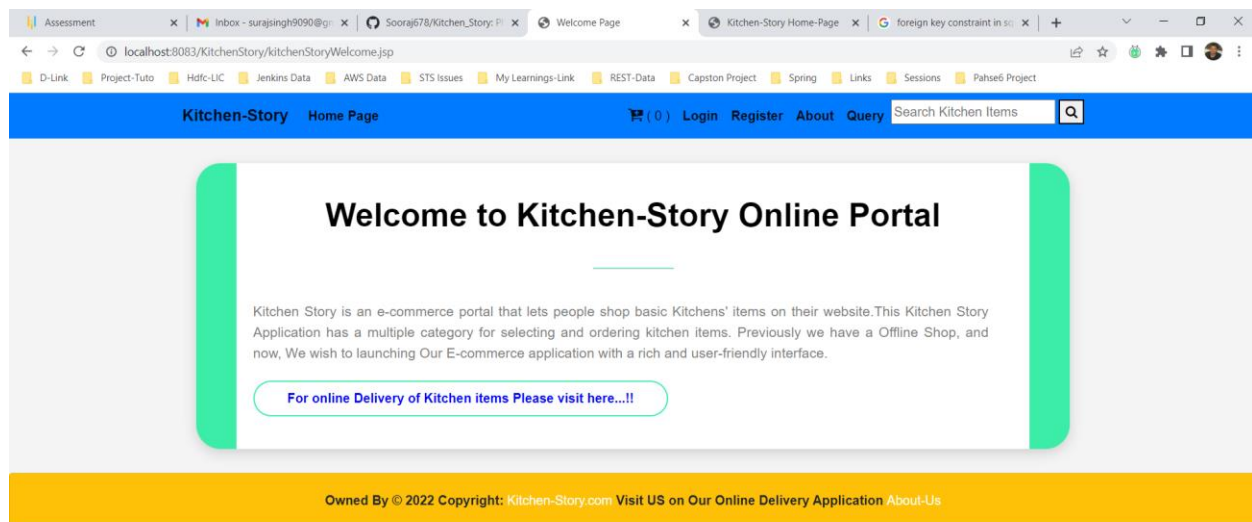 Assessment
Inbox - surajsingh9090@gm
Sooraj678/Kitchen_Story: Pl
Welcome Page
Kitchen-Story Home-Page
foreign key constraint in sq
localhost:8083/KitchenStory/kitchenStoryWelcome.jsp
D-Link Project-Tuto Hdfc-LIC Jenkins Data AWS Data STS Issues My Learnings-Link REST-Data Capston Project Spring Links Sessions Pahse6 Project
Kitchen-Story Home Page ( 0 ) Login Register About Query Search Kitchen Items
Welcome to Kitchen-Story Online Portal
Kitchen Story is an e-commerce portal that lets people shop basic Kitchens' items on their website.This Kitchen Story
Application has a multiple category for selecting and ordering kitchen items. Previously we have a Offline Shop, and
now, We wish to launching Our E-commerce application with a rich and user-friendly interface.
For online Delivery of Kitchen items Please visit here...!!
Owned By © 2022 Copyright: Kitchen-Story.com Visit US on Our Online Delivery Application About-Us